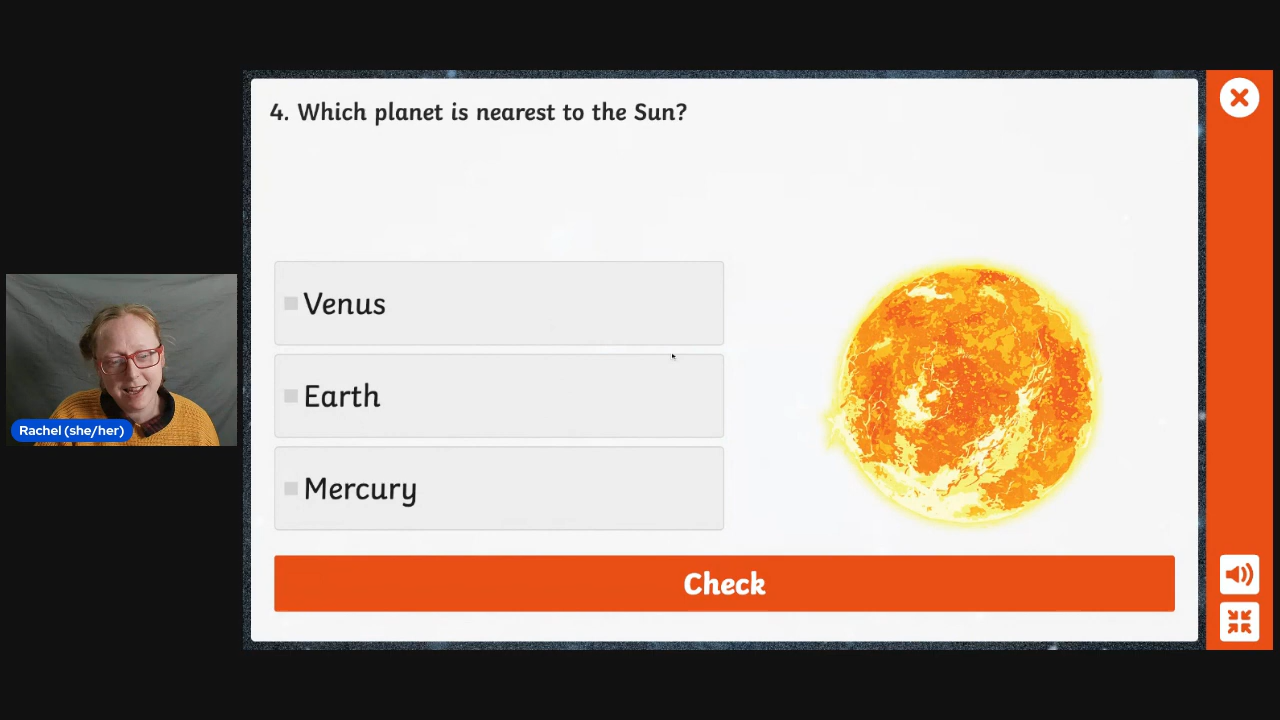 4. Which planet is nearest to the Sun?
Venus
Earth
Mercury
Check
Rachel (she/her)